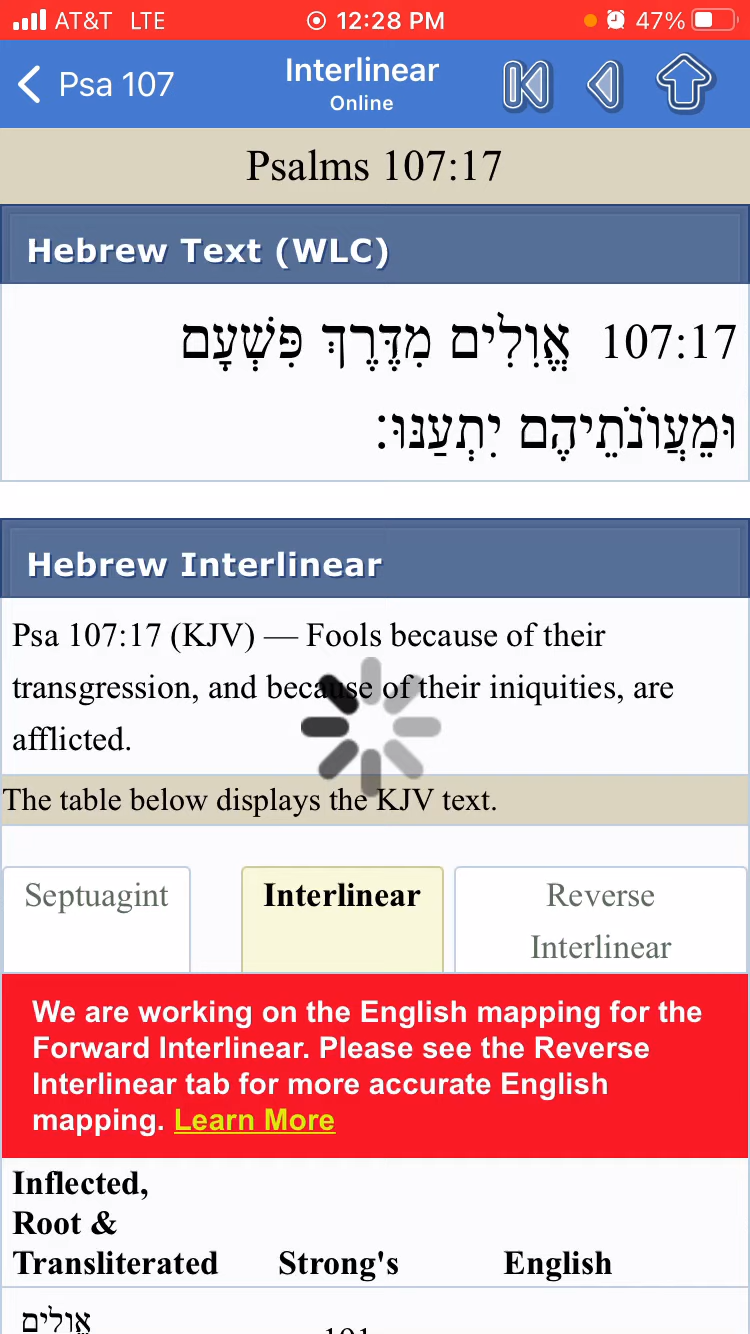 AT&T LTE 12:28 PM 47%
Psa 107 Interlinear
Online
Psalms 107:17
Hebrew Text (WLC)
107:17 אֱוִלִים מִדֶּרֶךְ פִּשְׁעָם
וּמֵעֲוֺנֹתֵיהֶם יִתְעַנּוּ׃
Hebrew Interlinear
Psa 107:17 (KJV) — Fools because of their
transgression, and because of their iniquities, are
afflicted.
The table below displays the KJV text.
Septuagint Interlinear Reverse
Interlinear
We are working on the English mapping for the
Forward Interlinear. Please see the Reverse
Interlinear tab for more accurate English
mapping. Learn More
Inflected,
Root &
Transliterated Strong's English
אֱוִלִים